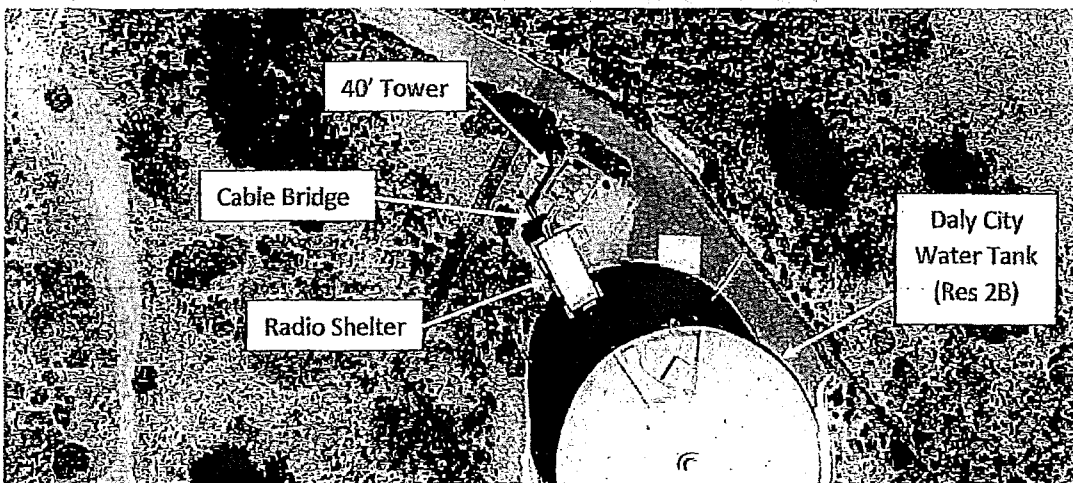 40' Tower
Cable Bridge
Radio Shelter
Daly City
Water Tank
(Res 2B)